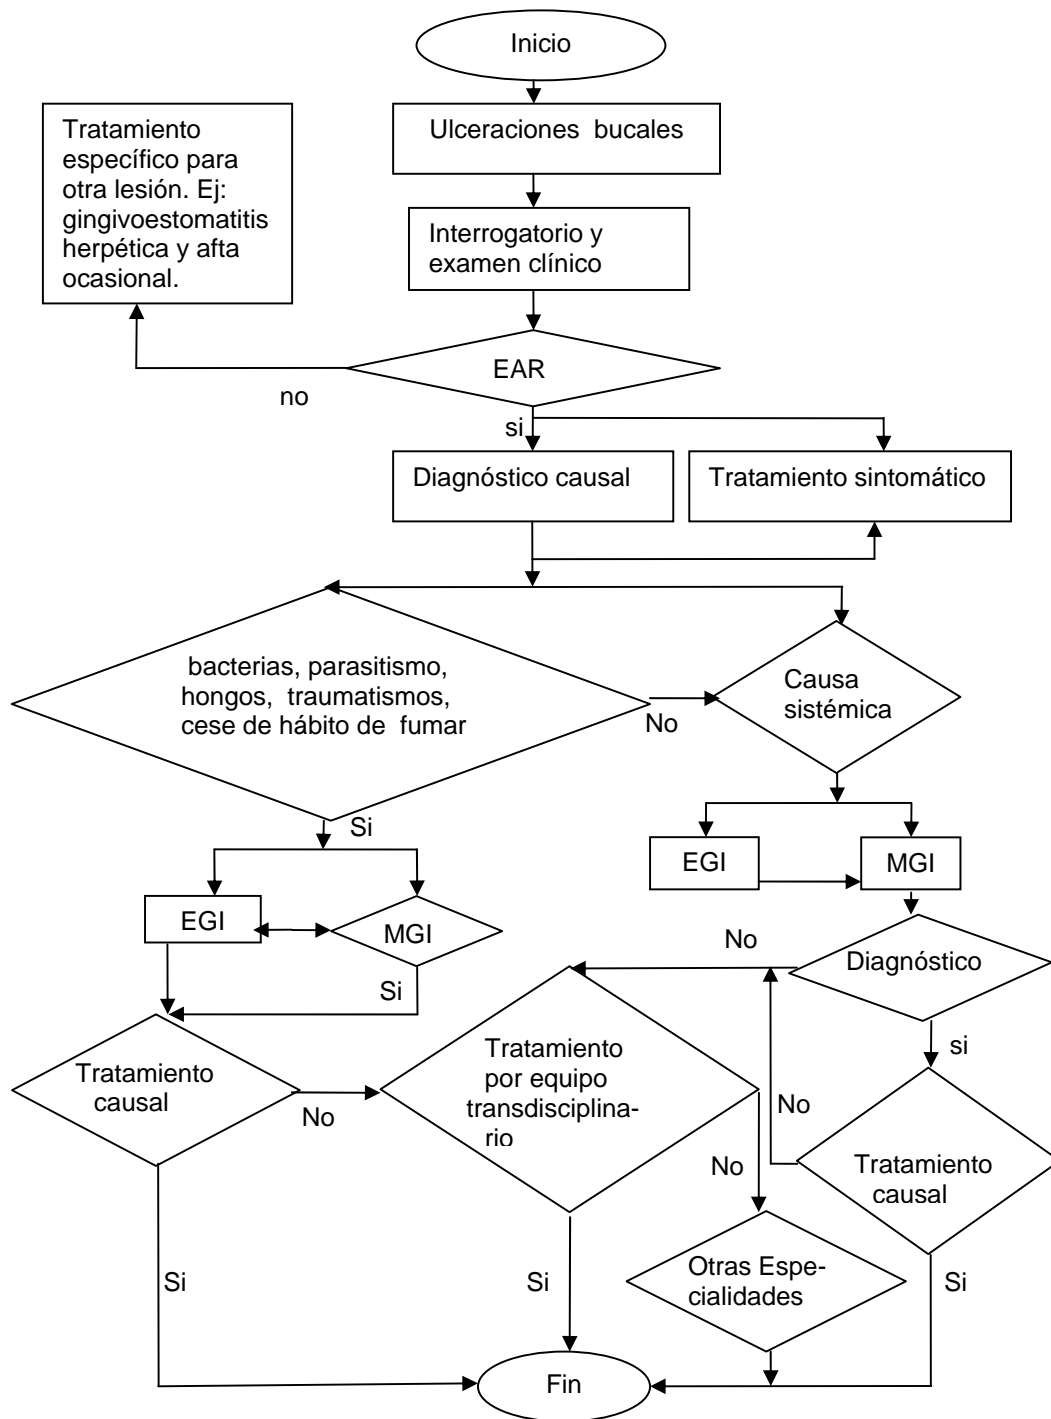 Inicio
Ulceraciones bucales
Tratamiento
específico para
otra lesión. Ej:
gingivoestomatitis
herpética y afta
ocasional.
Interrogatorio y
examen clínico
EAR
no
si
Diagnóstico causal
Tratamiento sintomático
bacterias, parasitismo,
hongos, traumatismos,
cese de hábito de fumar
No
Causa
sistémica
Si
EGI
MGI
EGI
MGI
Si
No
Diagnóstico
si
Tratamiento
causal
No
Tratamiento
por equipo
transdisciplina-
rio
No
No
Tratamiento
causal
Si
Si
Otras Espe-
cialidades
Si
Fin